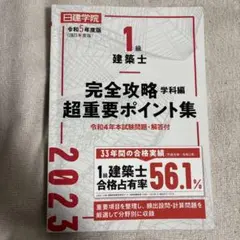 日建学院
令和5年度版
1級
建築士
完全攻略 学科編
超重要ポイント集
令和4年本試験問題・解答付
33年間の合格実績
1級建築士
合格占有率
56.1%
重要項目を整理し、頻出設問・計算問題を
厳選して分野別に収録
2023